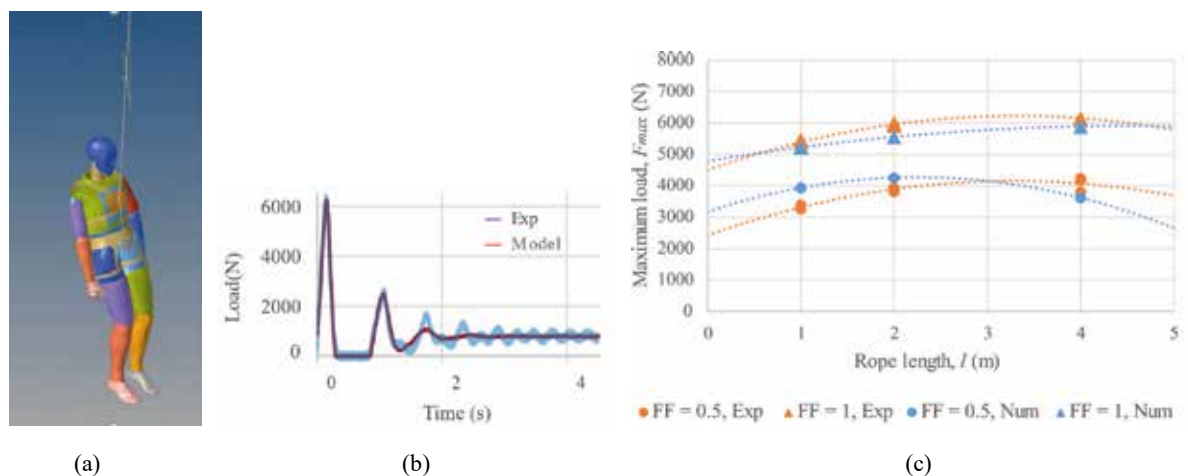 6000
4000
2000
0
Load(N)
Exp
Model
0 2 4
Time (s)
8000
7000
6000
5000
4000
3000
2000
1000
0
Maximum load, Fmax (N)
0 1 2 3 4 5
Rope length, l (m)
FF = 0.5, Exp FF = 1, Exp FF = 0.5, Num FF = 1, Num
(a) (b) (c)